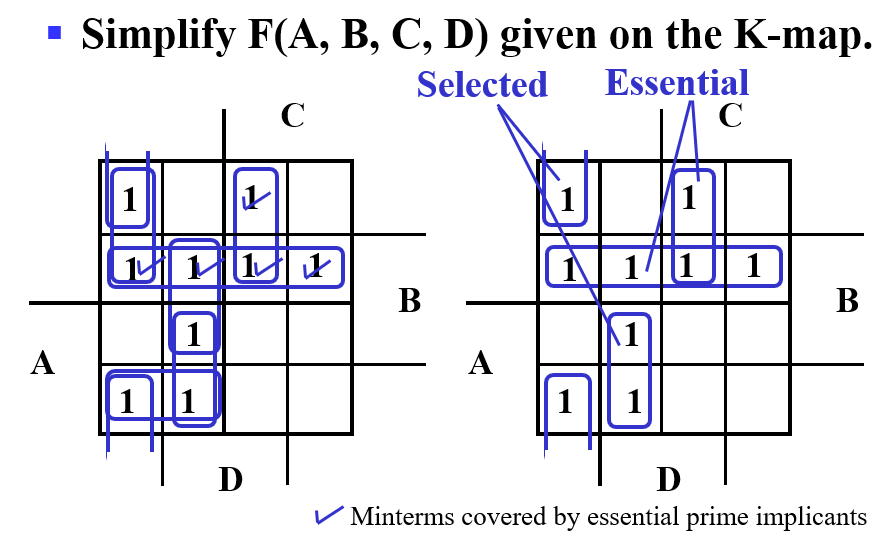 ▪ Simplify F(A, B, C, D) given on the K-map.
Selected Essential
C C
1 1 1 1
1 1 1 1 1 1 1 1
B B
1 1
A A
1 1 1 1
D D
✓ Minterms covered by essential prime implicants